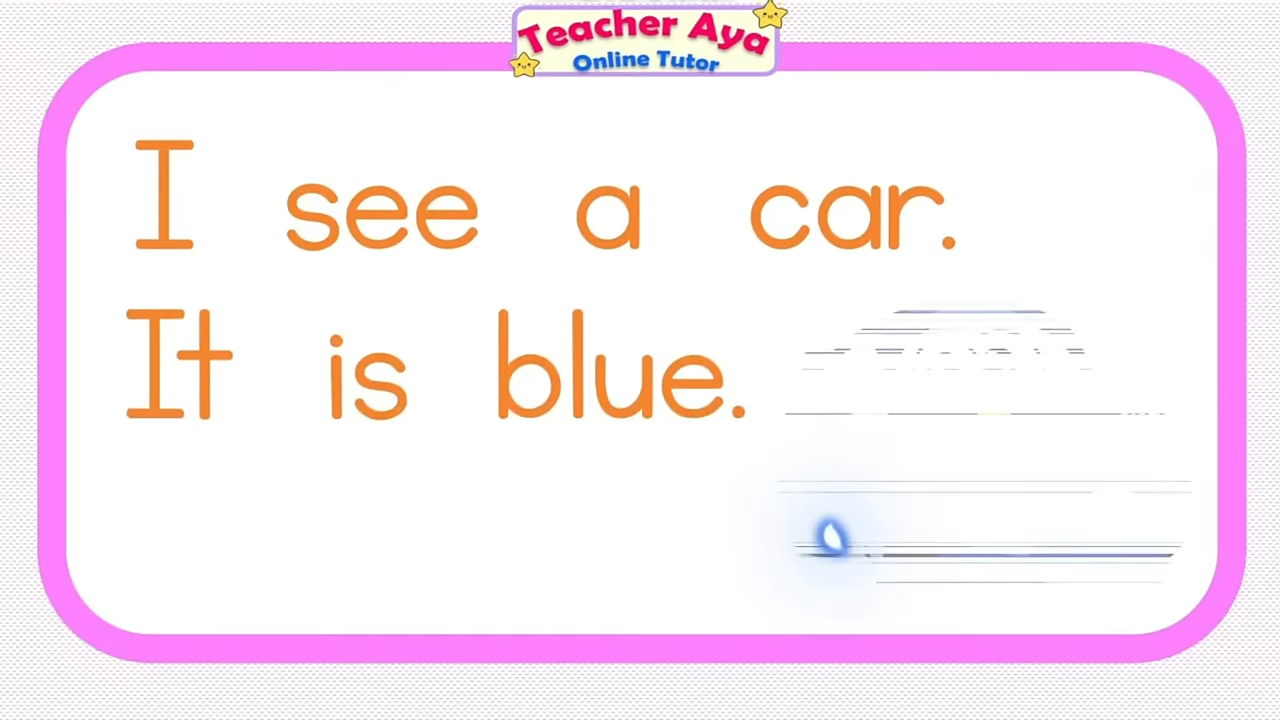 Teacher Aya
Online Tutor
I see a car.
It is blue.